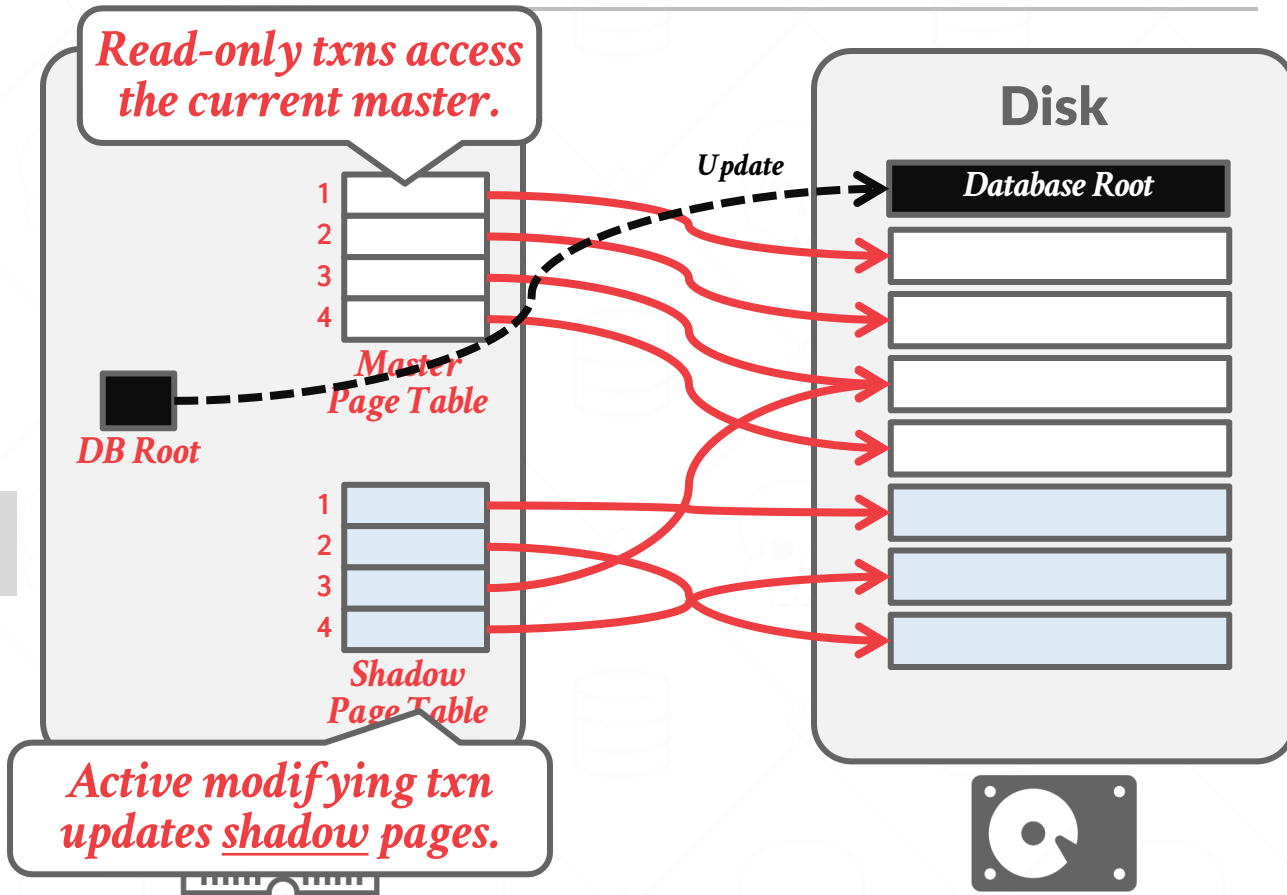 Read-only txns access
the current master.
Disk
Update
Database Root
1
2
3
4
Master
Page Table
DB Root
1
2
3
4
Shadow
Page Table
Active modifying txn
updates shadow pages.